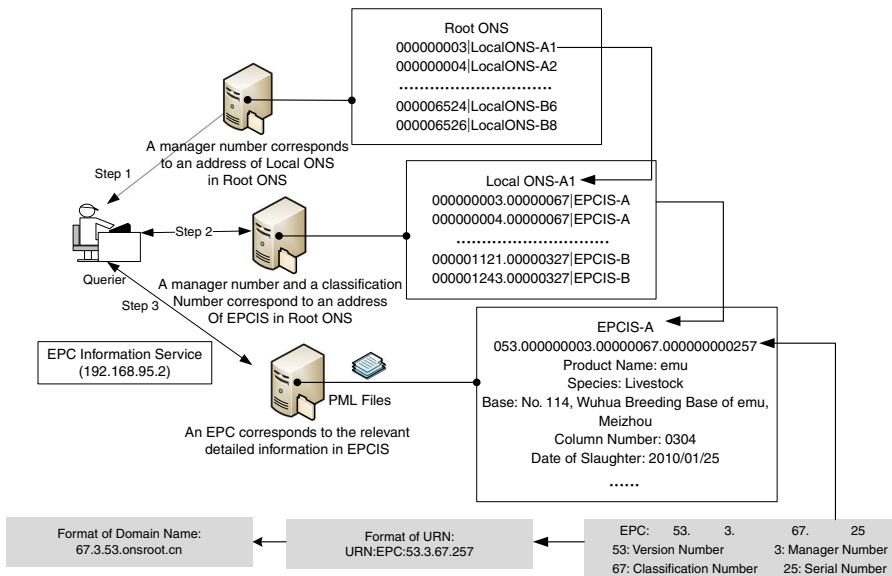 Root ONS
000000003|LocalONS-A1
000000004|LocalONS-A2
...............................
000006524|LocalONS-B6
000006526|LocalONS-B8
A manager number corresponds
to an address of Local ONS
in Root ONS
Step 1
Local ONS-A1
000000003.00000067|EPCIS-A
000000004.00000067|EPCIS-A
...............................
000001121.00000327|EPCIS-B
000001243.00000327|EPCIS-B
Step 2
Querier
A manager number and a classification
Number correspond to an address
Of EPCIS in Root ONS
Step 3
EPC Information Service
(192.168.95.2)
PML Files
An EPC corresponds to the relevant
detailed information in EPCIS
EPCIS-A
053.000000003.00000067.000000000257
Product Name: emu
Species: Livestock
Base: No. 114, Wuhua Breeding Base of emu,
Meizhou
Column Number: 0304
Date of Slaughter: 2010/01/25
......
Format of Domain Name:
67.3.53.onsroot.cn
Format of URN:
URN:EPC:53.3.67.257
EPC: 53. 3. 67. 25
53: Version Number 3: Manager Number
67: Classification Number 25: Serial Number